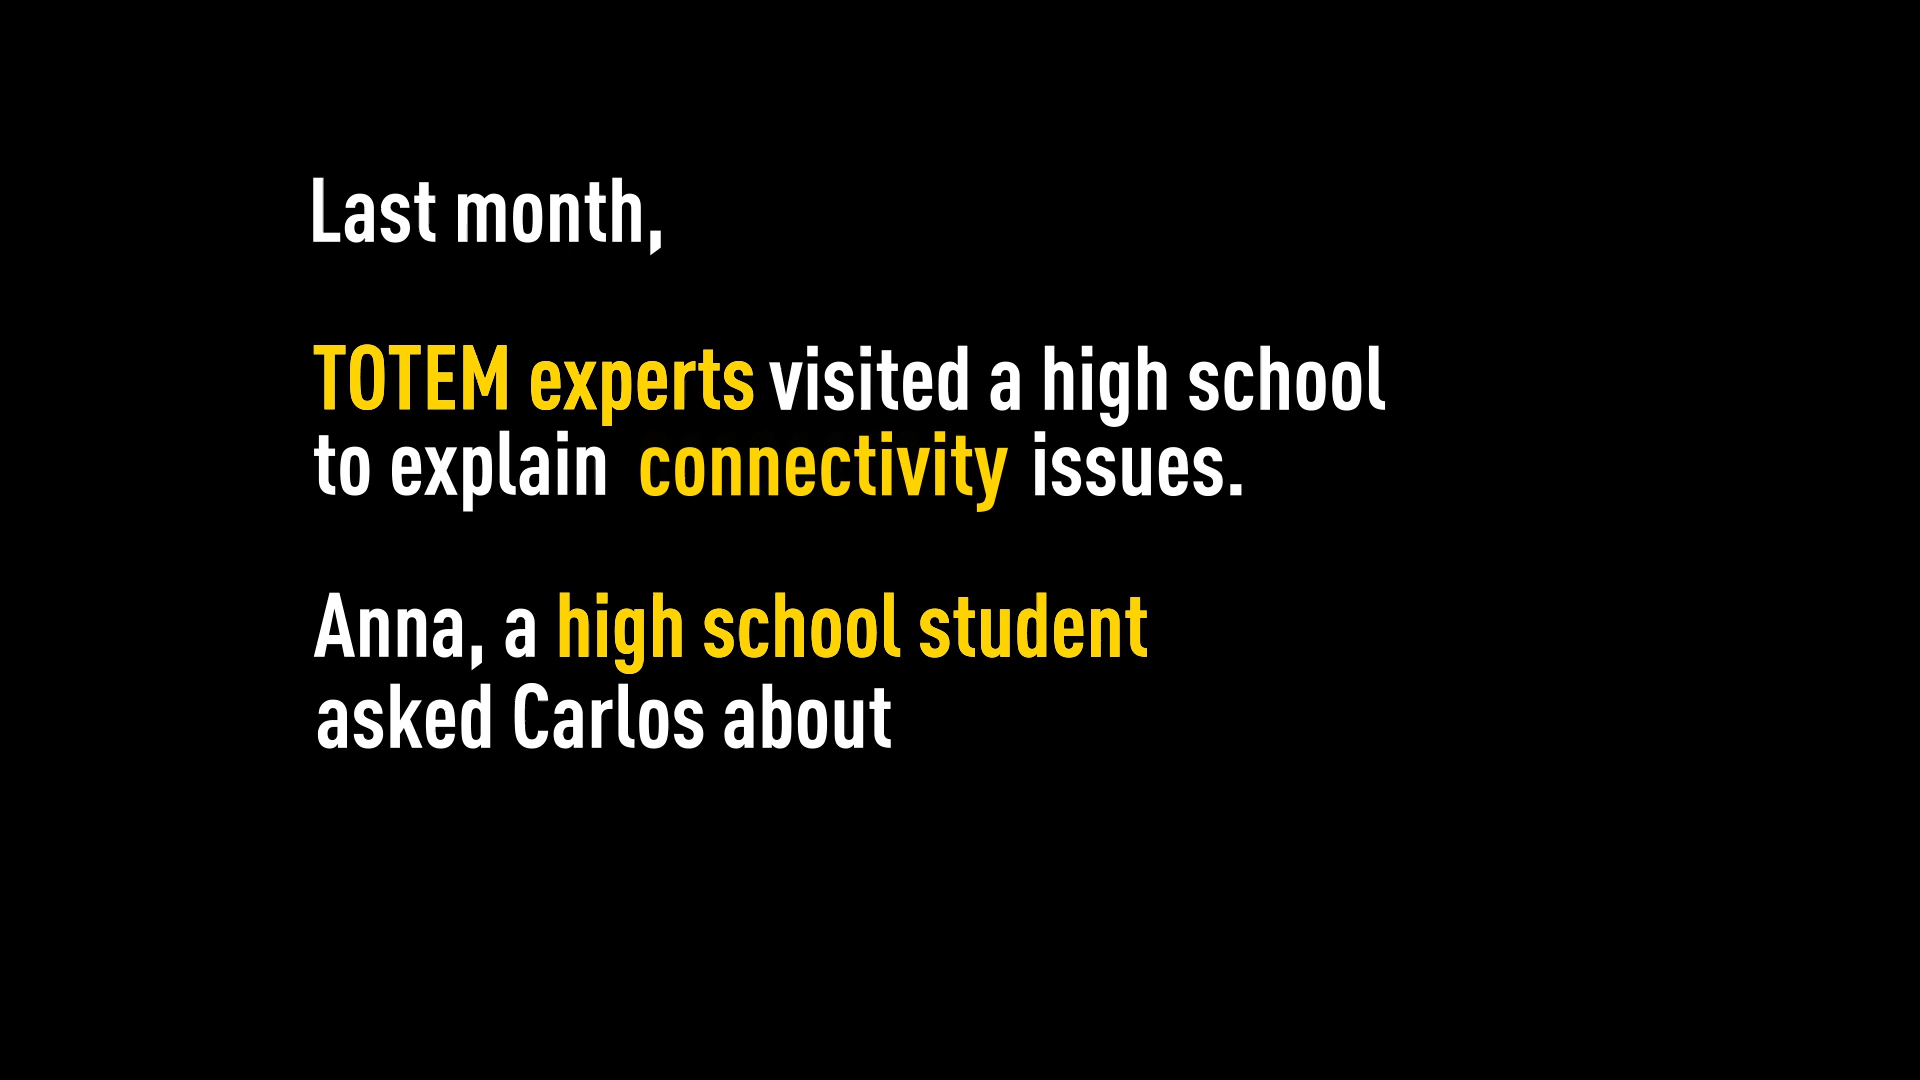 Last month,
TOTEM experts visited a high school
to explain connectivity issues.
Anna, a high school student
asked Carlos about